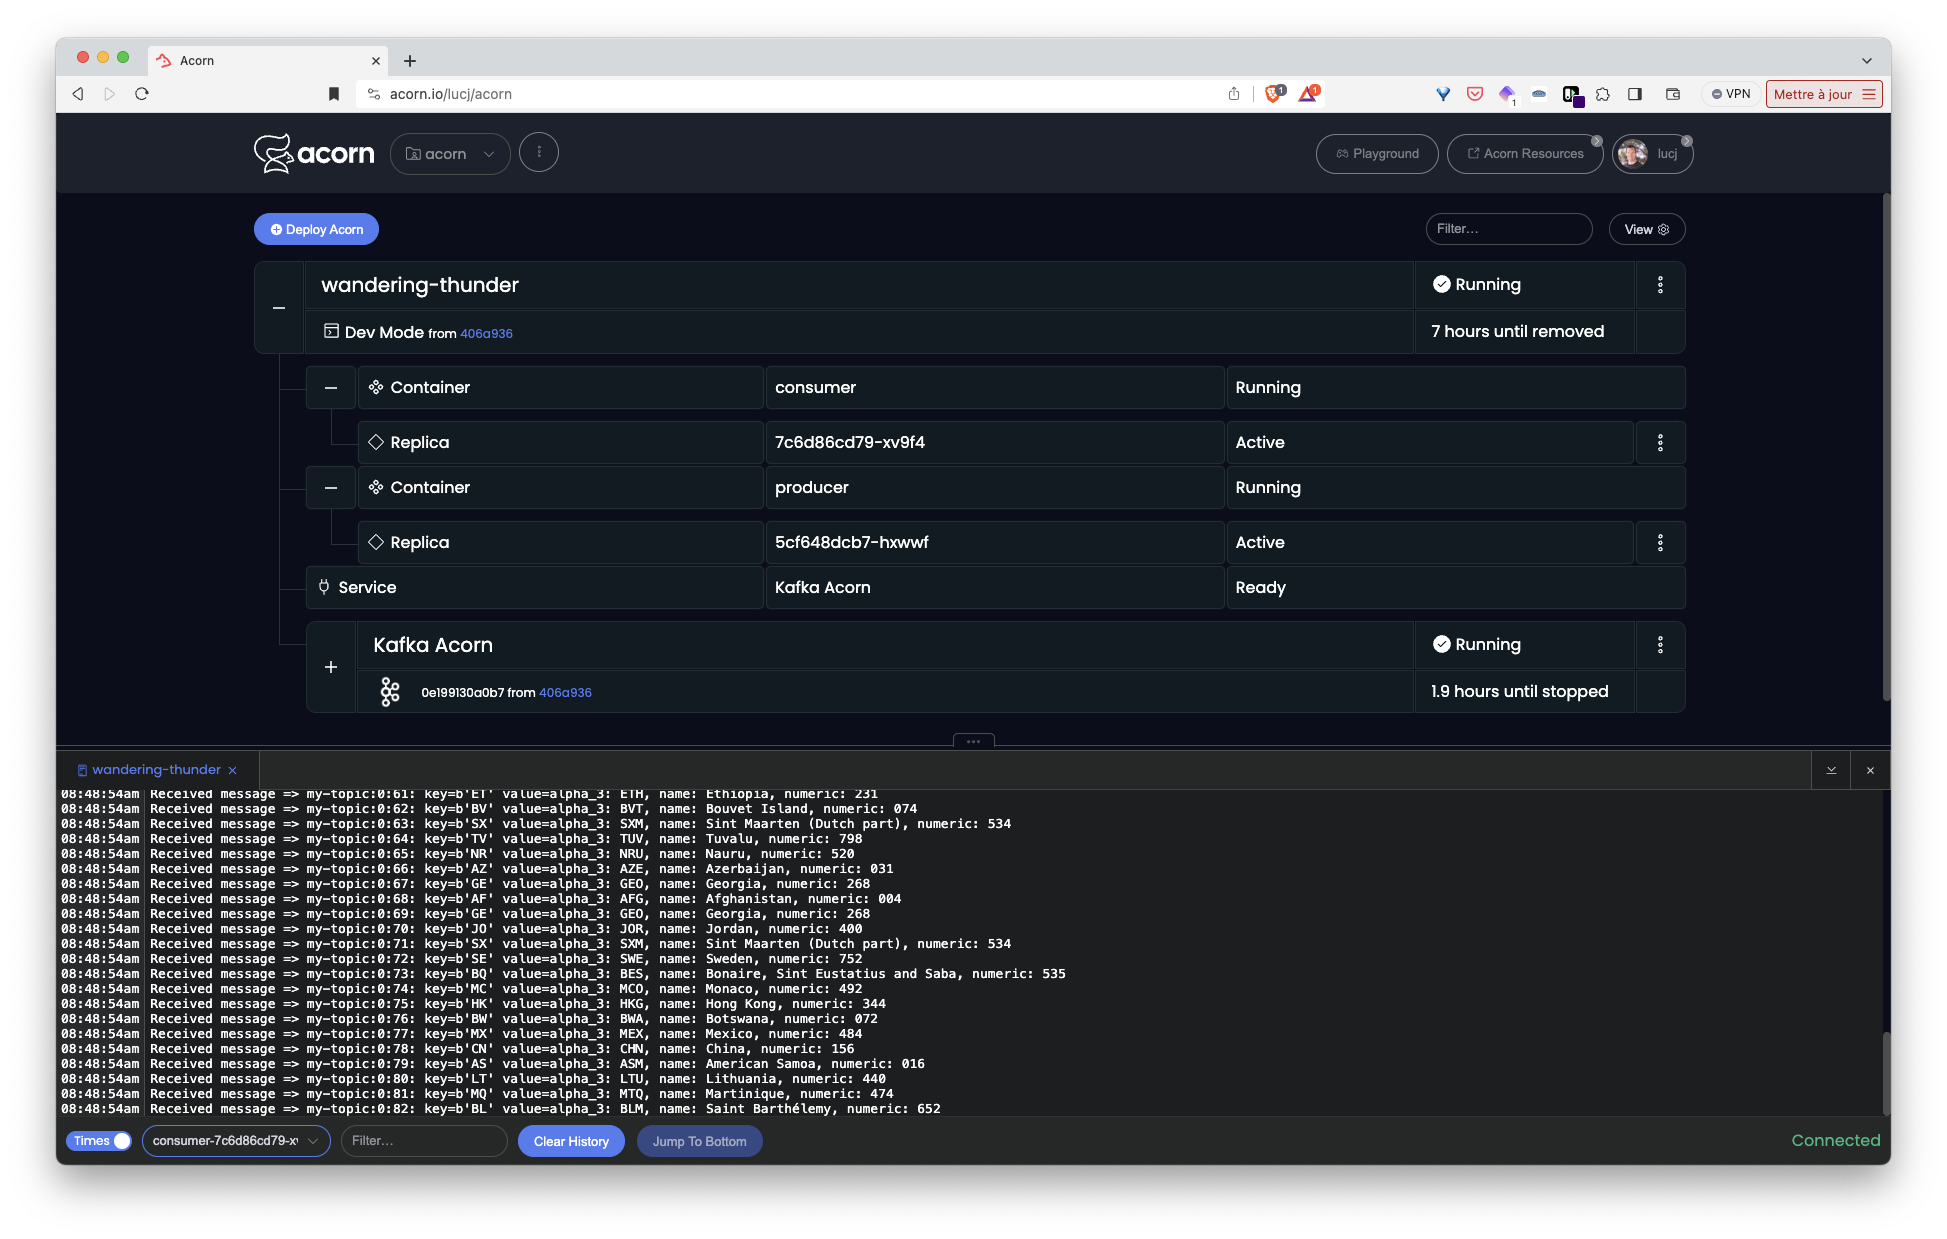 Acorn
acorn.io/lucj/acorn
1
1
1
VPN
Mettre à jour
acorn
acorn
Playground
Acorn Resources
lucj
Deploy Acorn
Filter...
View
wandering-thunder
Running
Dev Mode from 406a936
7 hours until removed
Container
consumer
Running
Replica
7c6d86cd79-xv9f4
Active
Container
producer
Running
Replica
5cf648dcb7-hxwwf
Active
Service
Kafka Acorn
Ready
Kafka Acorn
Running
0e199130a0b7 from 406a936
1.9 hours until stopped
wandering-thunder
08:48:54am Received message => my-topic:0:61: key=b'ET' value=alpha_3: ETH, name: Ethiopia, numeric: 231
08:48:54am Received message => my-topic:0:62: key=b'BV' value=alpha_3: BVT, name: Bouvet Island, numeric: 074
08:48:54am Received message => my-topic:0:63: key=b'SX' value=alpha_3: SXM, name: Sint Maarten (Dutch part), numeric: 534
08:48:54am Received message => my-topic:0:64: key=b'TV' value=alpha_3: TUV, name: Tuvalu, numeric: 798
08:48:54am Received message => my-topic:0:65: key=b'NR' value=alpha_3: NRU, name: Nauru, numeric: 520
08:48:54am Received message => my-topic:0:66: key=b'AZ' value=alpha_3: AZE, name: Azerbaijan, numeric: 031
08:48:54am Received message => my-topic:0:67: key=b'GE' value=alpha_3: GEO, name: Georgia, numeric: 268
08:48:54am Received message => my-topic:0:68: key=b'AF' value=alpha_3: AFG, name: Afghanistan, numeric: 004
08:48:54am Received message => my-topic:0:69: key=b'GE' value=alpha_3: GEO, name: Georgia, numeric: 268
08:48:54am Received message => my-topic:0:70: key=b'JO' value=alpha_3: JOR, name: Jordan, numeric: 400
08:48:54am Received message => my-topic:0:71: key=b'SX' value=alpha_3: SXM, name: Sint Maarten (Dutch part), numeric: 534
08:48:54am Received message => my-topic:0:72: key=b'SE' value=alpha_3: SWE, name: Sweden, numeric: 752
08:48:54am Received message => my-topic:0:73: key=b'BQ' value=alpha_3: BES, name: Bonaire, Sint Eustatius and Saba, numeric: 535
08:48:54am Received message => my-topic:0:74: key=b'MC' value=alpha_3: MCO, name: Monaco, numeric: 492
08:48:54am Received message => my-topic:0:75: key=b'HK' value=alpha_3: HKG, name: Hong Kong, numeric: 344
08:48:54am Received message => my-topic:0:76: key=b'BW' value=alpha_3: BWA, name: Botswana, numeric: 072
08:48:54am Received message => my-topic:0:77: key=b'MX' value=alpha_3: MEX, name: Mexico, numeric: 484
08:48:54am Received message => my-topic:0:78: key=b'CN' value=alpha_3: CHN, name: China, numeric: 156
08:48:54am Received message => my-topic:0:79: key=b'AS' value=alpha_3: ASM, name: American Samoa, numeric: 016
08:48:54am Received message => my-topic:0:80: key=b'LT' value=alpha_3: LTU, name: Lithuania, numeric: 440
08:48:54am Received message => my-topic:0:81: key=b'MQ' value=alpha_3: MTQ, name: Martinique, numeric: 474
08:48:54am Received message => my-topic:0:82: key=b'BL' value=alpha_3: BLM, name: Saint Barthélemy, numeric: 652
Times
consumer-7c6d86cd79-xv
Filter...
Clear History
Jump To Bottom
Connected